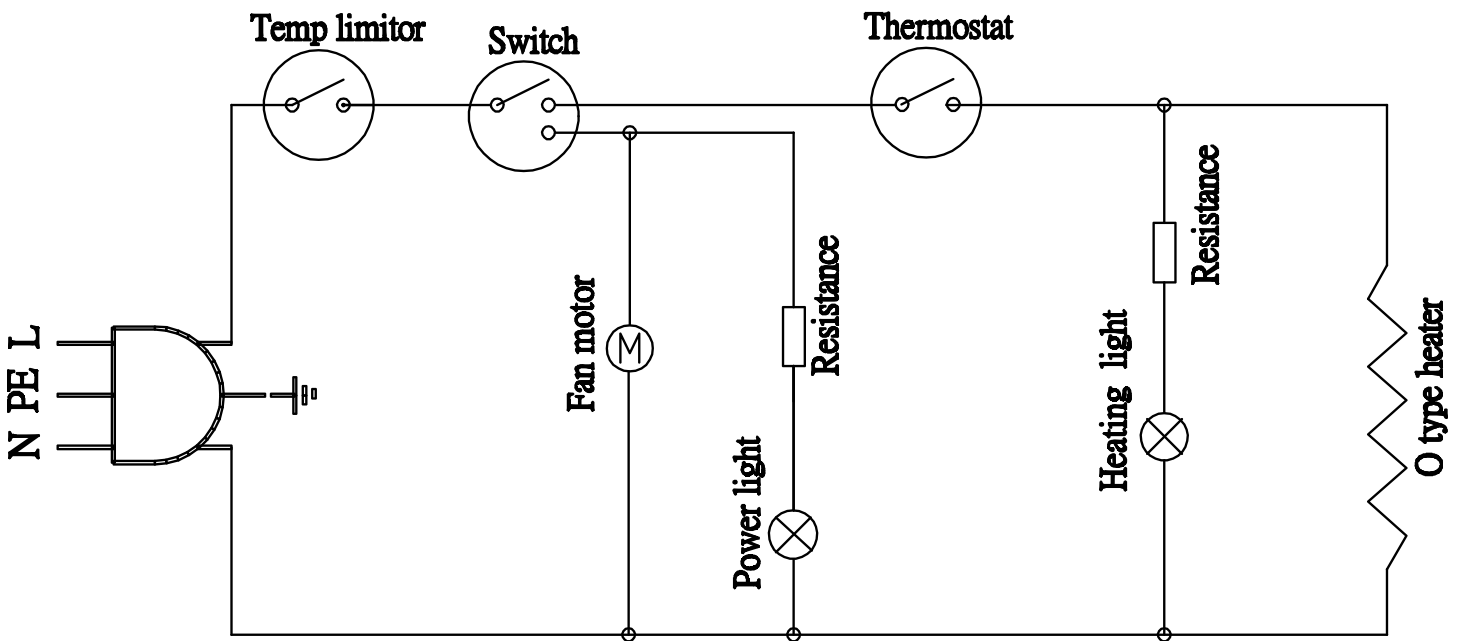 Temp limitor
Switch
Thermostat
L
PE
N
Fan motor
M
Resistance
Power light
Resistance
Heating light
O type heater